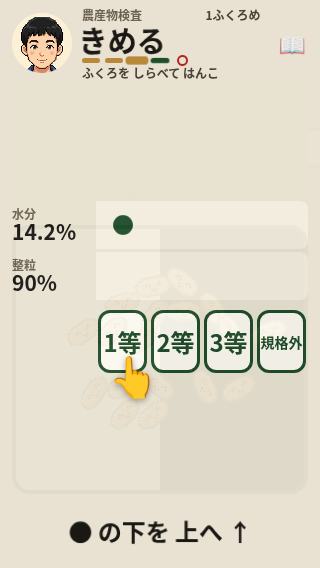 農産物検査
1ふくろめ
きめる
ふくろを しらべて はんこ
水分
14.2%
整粒
90%
1等 2等 3等 規格外
● の下を 上へ ↑